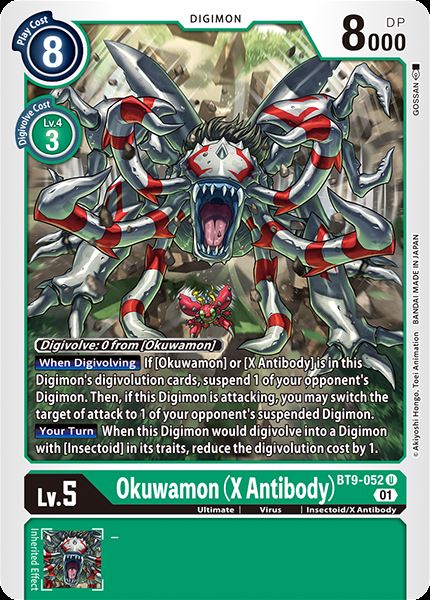 Play Cost
8
DIGIMON
8000
DP
Digivolve Cost
Lv.4
3
GOSSAN
©Akiyoshi Hongo, Toei Animation BANDAI MADE IN JAPAN
Digivolve: 0 from [Okuwamon]
When Digivolving If [Okuwamon] or [X Antibody] is in this
Digimon's digivolution cards, suspend 1 of your opponent's
Digimon. Then, if this Digimon is attacking, you may switch the
target of attack to 1 of your opponent's suspended Digimon.
Your Turn When this Digimon would digivolve into a Digimon
with [Insectoid] in its traits, reduce the digivolution cost by 1.
Lv.5
Okuwamon (X Antibody)
BT9-052 U
01
Ultimate Virus Insectoid/X Antibody
Inherited Effect
–